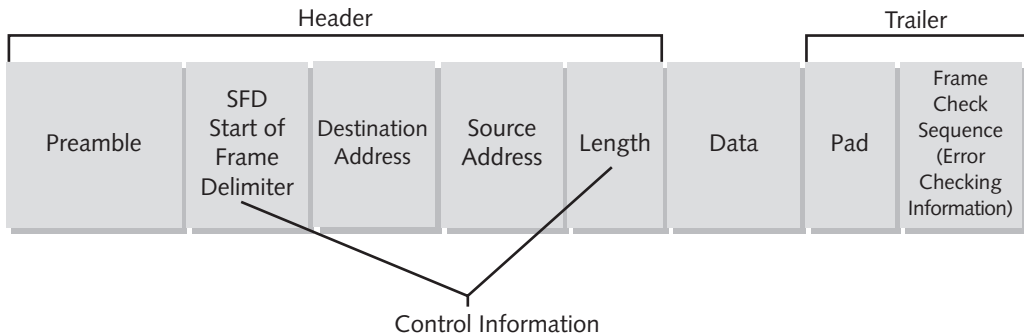 Header
Trailer
Preamble
SFD
Start of
Frame
Delimiter
Destination
Address
Source
Address
Length
Data
Pad
Frame
Check
Sequence
(Error
Checking
Information)
Control Information